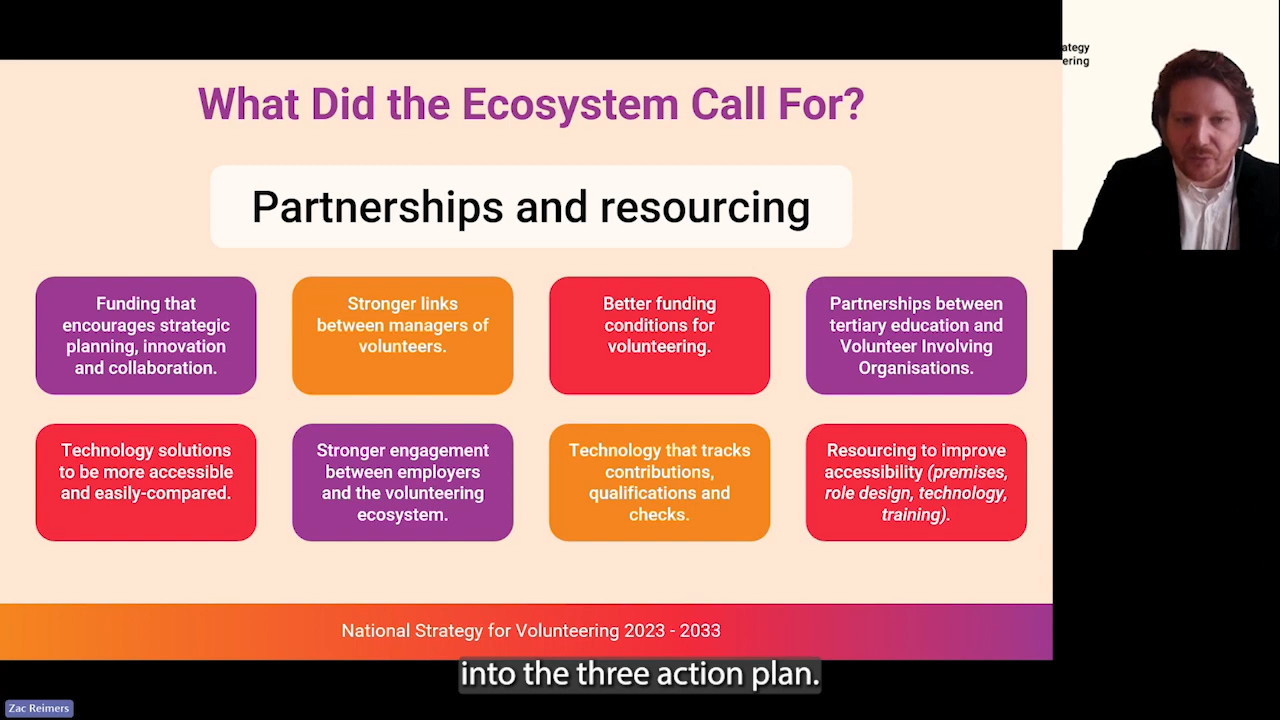 What Did the Ecosystem Call For?
Partnerships and resourcing
Funding that
encourages strategic
planning, innovation
and collaboration.
Stronger links
between managers of
volunteers.
Better funding
conditions for
volunteering.
Partnerships between
tertiary education and
Volunteer Involving
Organisations.
Technology solutions
to be more accessible
and easily-compared.
Stronger engagement
between employers
and the volunteering
ecosystem.
Technology that tracks
contributions,
qualifications and
checks.
Resourcing to improve
accessibility (premises,
role design, technology,
training).
National Strategy for Volunteering 2023 - 2033
into the three action plan.
Zac Reimers
ategy
ering